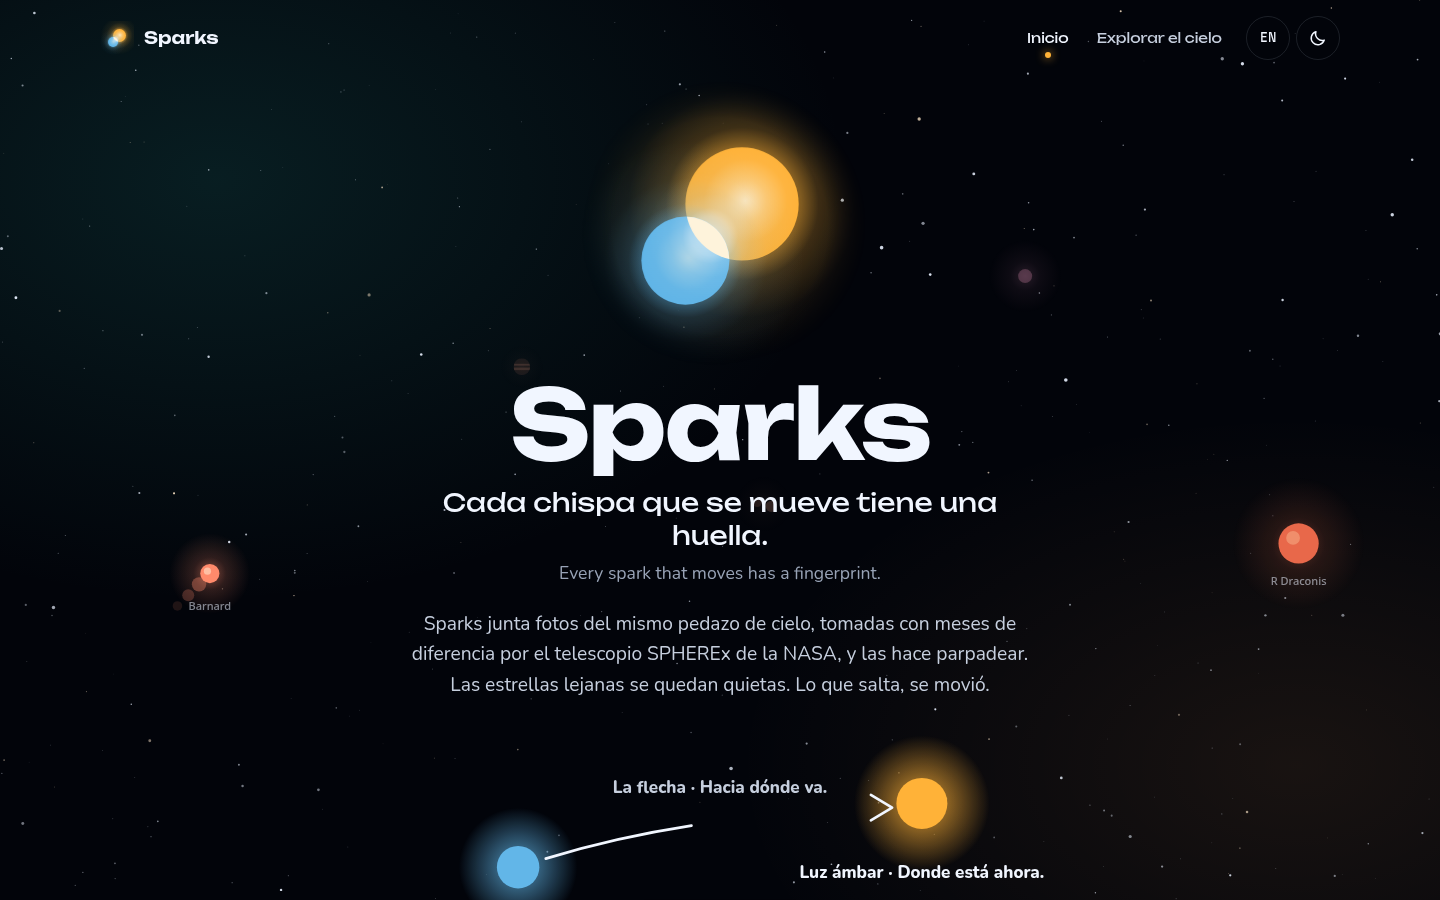 Sparks
Inicio
Explorar el cielo
EN
Sparks
Cada chispa que se mueve tiene una
huella.
Every spark that moves has a fingerprint.
Barnard
R Draconis
Sparks junta fotos del mismo pedazo de cielo, tomadas con meses de
diferencia por el telescopio SPHEREx de la NASA, y las hace parpadear.
Las estrellas lejanas se quedan quietas. Lo que salta, se movió.
La flecha · Hacia dónde va.
Luz ámbar · Donde está ahora.